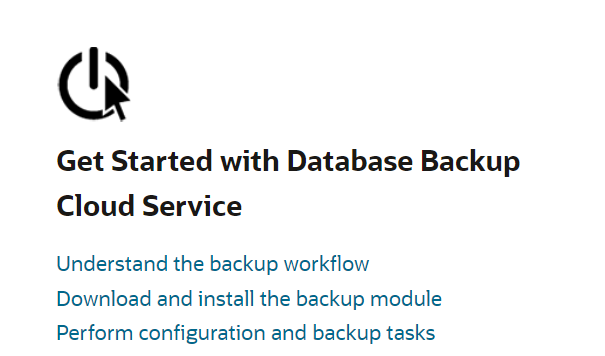 Get Started with Database Backup
Cloud Service
Understand the backup workflow
Download and install the backup module
Perform configuration and backup tasks